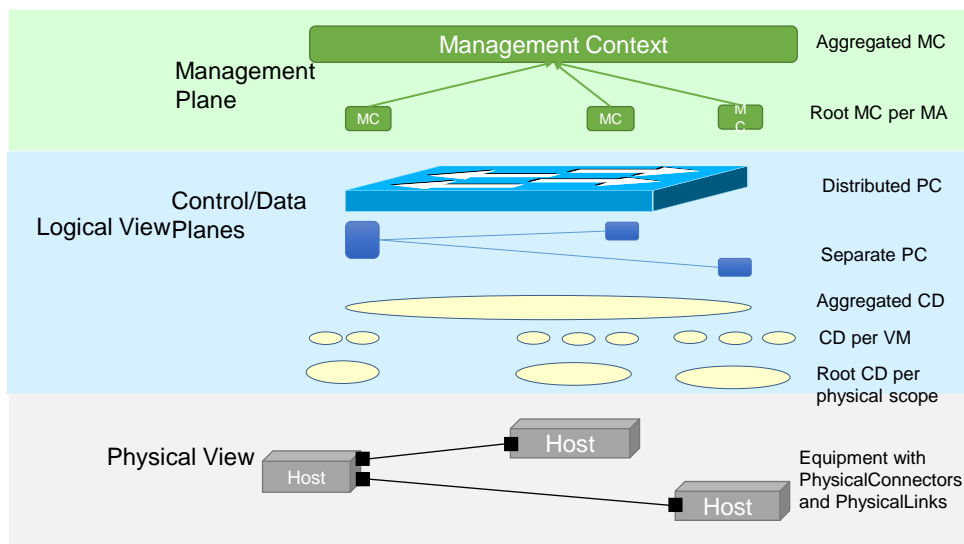 Management Context
Aggregated MC
Management
Plane
MC
MC
M
C
Root MC per MA
Distributed PC
Control/Data
Planes
Logical View
Separate PC
Aggregated CD
CD per VM
Root CD per
physical scope
Physical View
Host
Host
Host
Equipment with
PhysicalConnectors
and PhysicalLinks